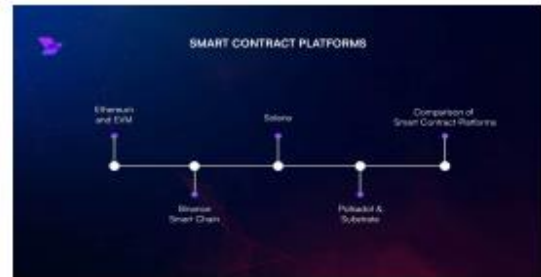 SMART CONTRACT PLATFORMS
Ethereum
and EVM
Solana
Comparison of
Smart Contract Platforms
Binance
Smart Chain
Polkadot &
Substrate